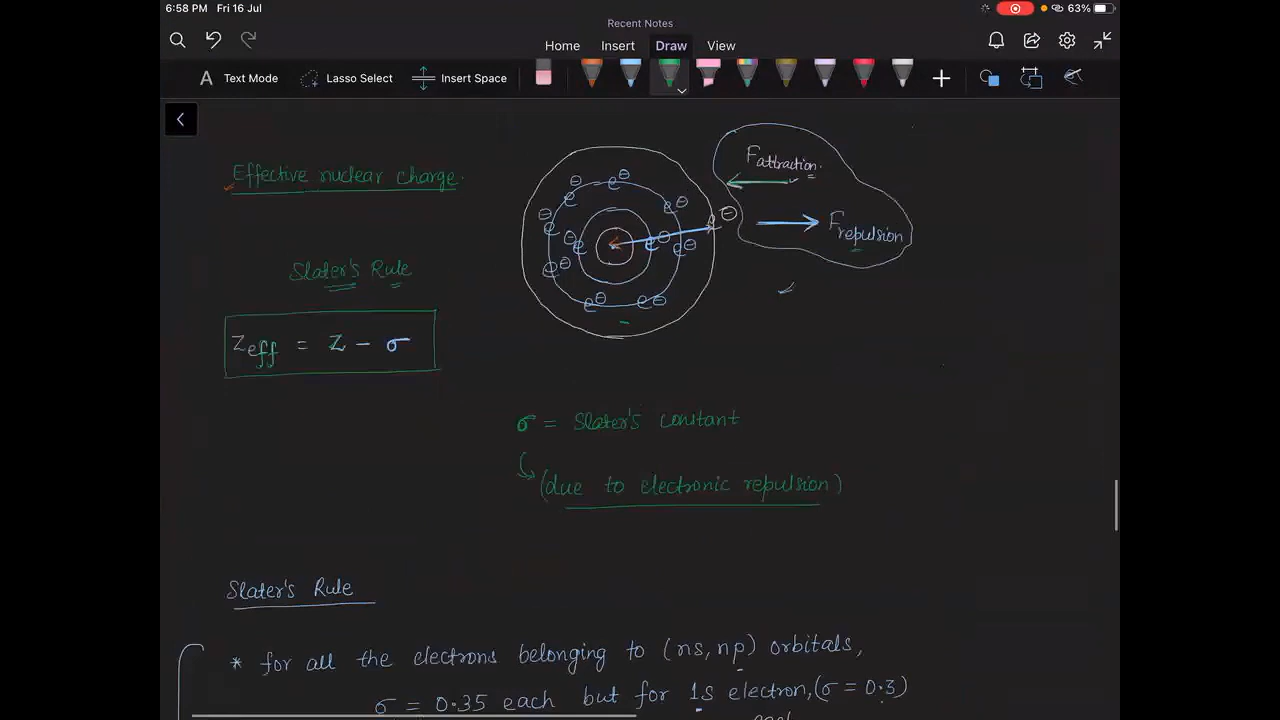 6:58 PM Fri 16 Jul
63%
Recent Notes
Home Insert Draw View
A Text Mode Lasso Select Insert Space
Effective nuclear charge.
Fattraction.
Frepulsion
e⊖ e⊖ e⊖ e⊖ e⊖ e⊖ e⊖ e⊖ e⊖ e⊖ e⊖
Slater's Rule
Zeff = Z - σ
σ = Slater's constant
(due to electronic repulsion)
Slater's Rule
* for all the electrons belonging to (ns, np) orbitals,
σ = 0.35 each but for 1s electron, (σ = 0.3)